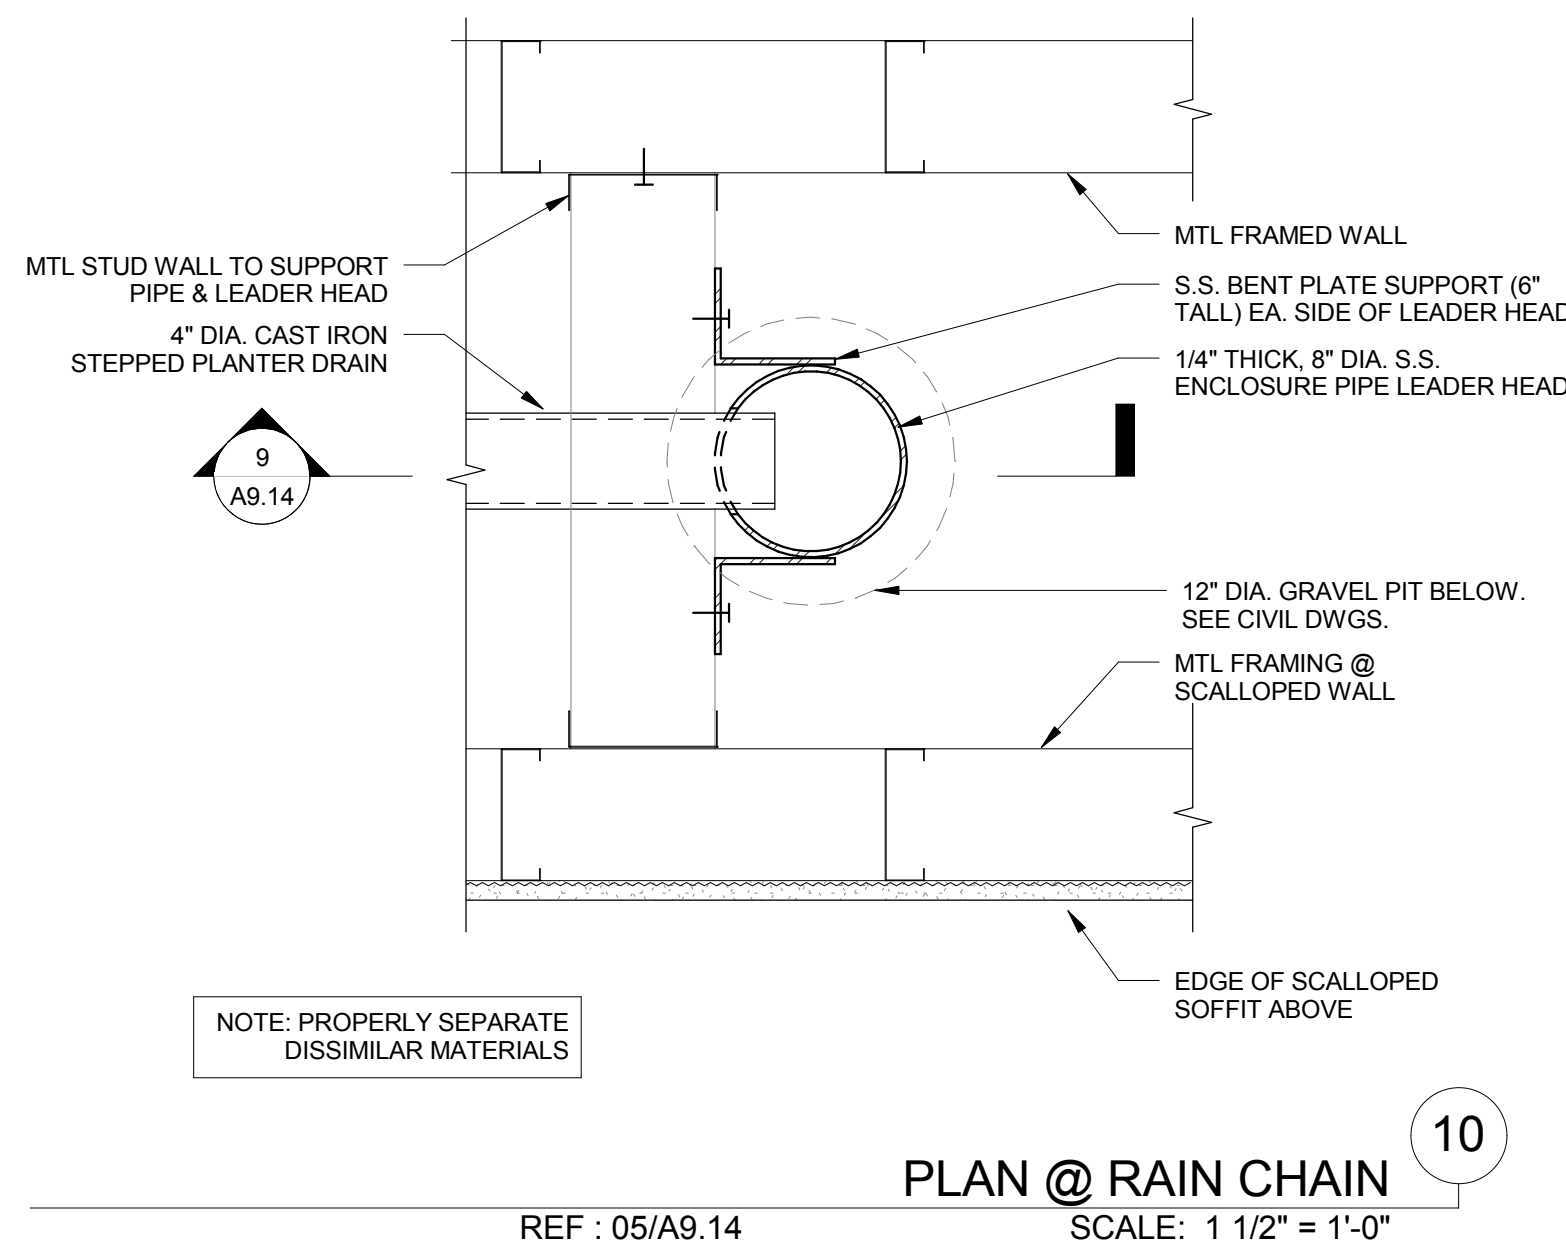 MTL STUD WALL TO SUPPORT
PIPE & LEADER HEAD
4" DIA. CAST IRON
STEPPED PLANTER DRAIN
9
A9.14
MTL FRAMED WALL
S.S. BENT PLATE SUPPORT (6"
TALL) EA. SIDE OF LEADER HEAD
1/4" THICK, 8" DIA. S.S.
ENCLOSURE PIPE LEADER HEAD
12" DIA. GRAVEL PIT BELOW.
SEE CIVIL DWGS.
MTL FRAMING @
SCALLOPED WALL
EDGE OF SCALLOPED
SOFFIT ABOVE
NOTE: PROPERLY SEPARATE
DISSIMILAR MATERIALS
10
PLAN @ RAIN CHAIN
REF : 05/A9.14
SCALE: 1 1/2" = 1'-0"